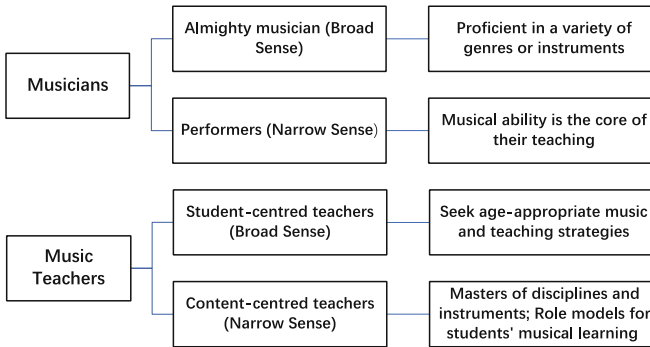 Musicians
Almighty musician (Broad
Sense)
Proficient in a variety of
genres or instruments
Performers (Narrow Sense)
Musical ability is the core of
their teaching
Music
Teachers
Student-centred teachers
(Broad Sense)
Seek age-appropriate music
and teaching strategies
Content-centred teachers
(Narrow Sense)
Masters of disciplines and
instruments; Role models for
students' musical learning